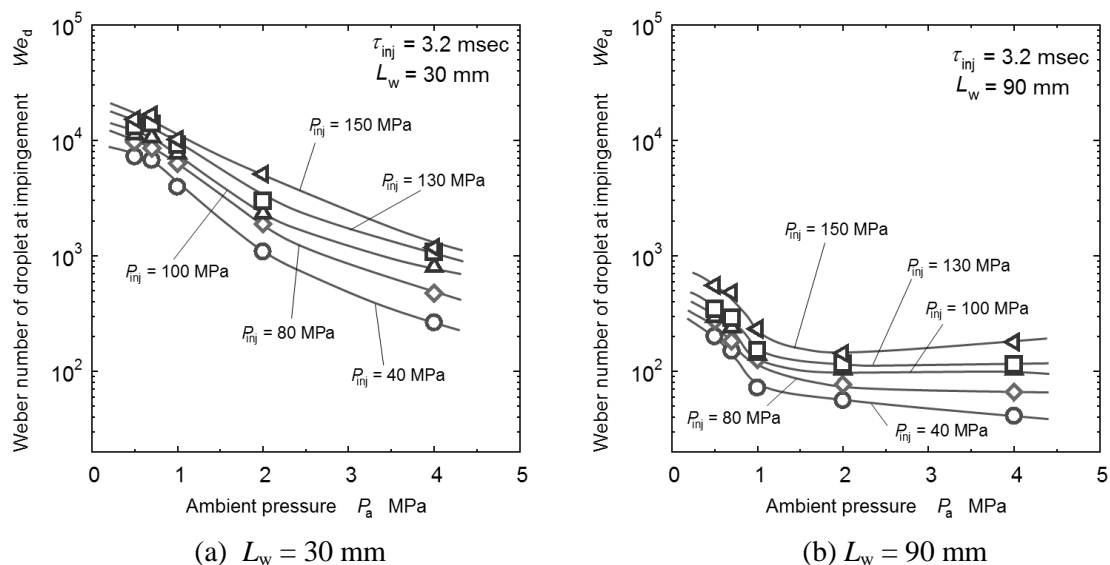 Weber number of droplet at impingement We_d
10^5
10^4
10^3
10^2
τ_inj = 3.2 msec
L_w = 30 mm
P_inj = 150 MPa
P_inj = 130 MPa
P_inj = 100 MPa
P_inj = 80 MPa
P_inj = 40 MPa
0 1 2 3 4 5
Ambient pressure P_a MPa
(a) L_w = 30 mm
Weber number of droplet at impingement We_d
10^5
10^4
10^3
10^2
τ_inj = 3.2 msec
L_w = 90 mm
P_inj = 150 MPa
P_inj = 130 MPa
P_inj = 100 MPa
P_inj = 80 MPa
P_inj = 40 MPa
0 1 2 3 4 5
Ambient pressure P_a MPa
(b) L_w = 90 mm